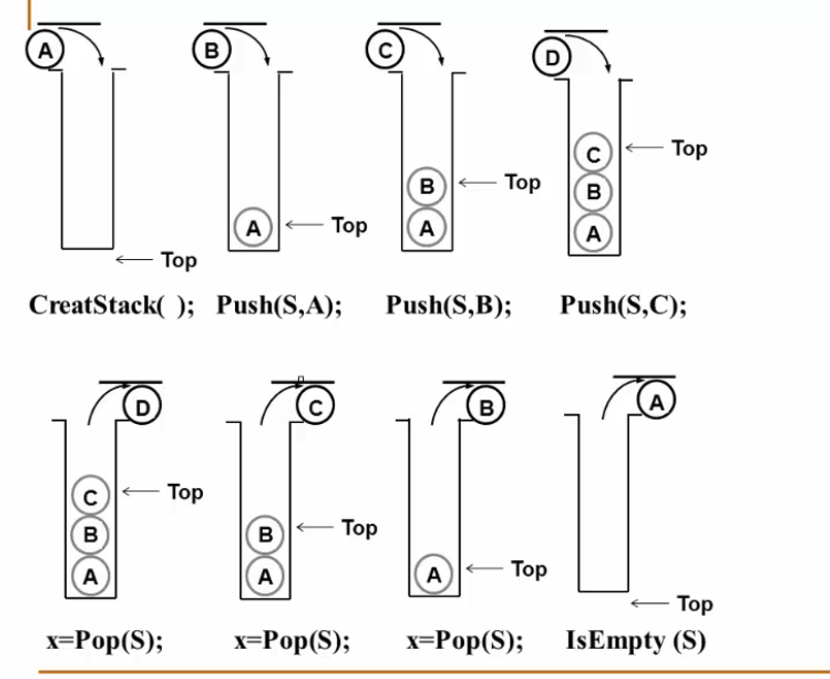 A B C D
C
B B
A A A
Top
Top
Top
Top
CreatStack( ); Push(S,A); Push(S,B); Push(S,C);
D C B A
C
B B
A A A
Top
Top
Top
Top
x=Pop(S); x=Pop(S); x=Pop(S); IsEmpty (S)